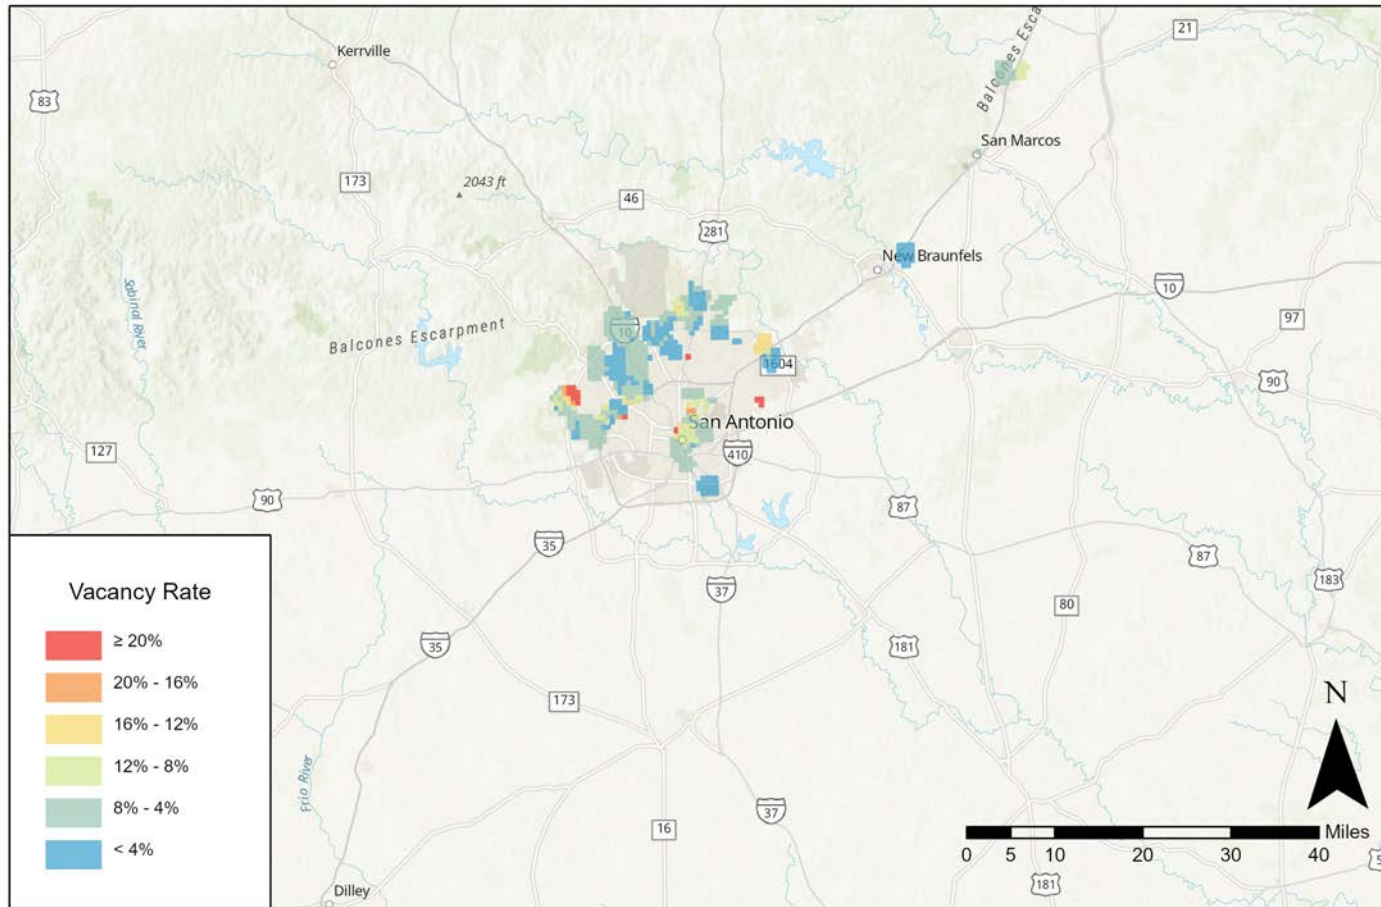 Balcones Esca
21
Kerrville
83
San Marcos
173
2043 ft
46
281
New Braunfels
10
Sabinal River
97
Balcones Escarpment
10
1604
90
San Antonio
127
410
90
87
35
87
183
Vacancy Rate
37
80
≥ 20%
35
181
20% - 16%
N
173
16% - 12%
12% - 8%
Frio River
8% - 4%
37
16
Miles
< 4%
0 5 10 20 30 40
5
181
Dilley